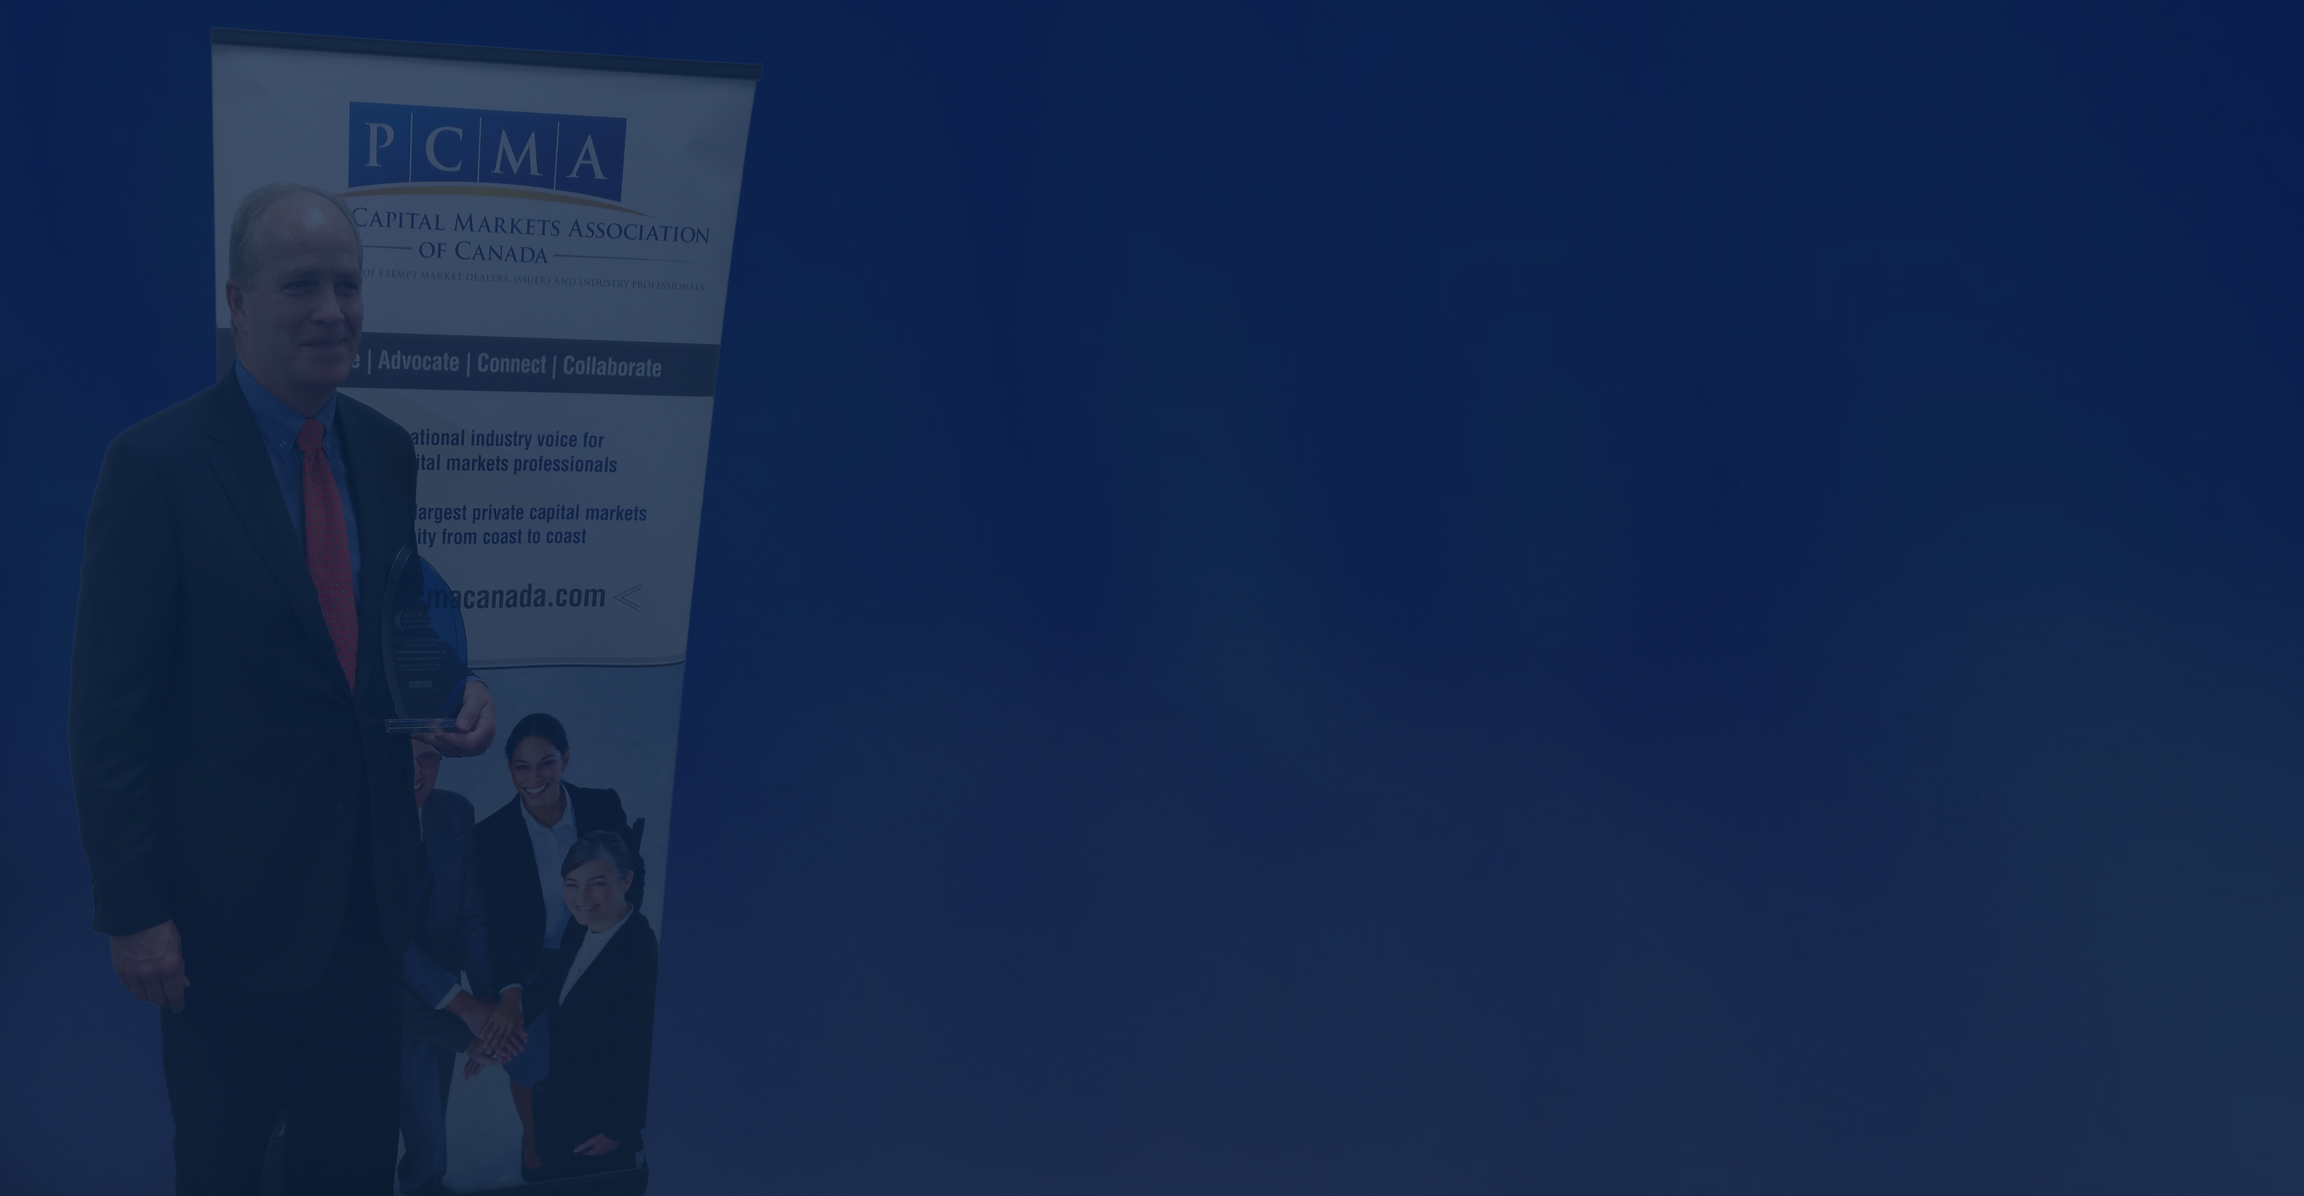 PCMA
CAPITAL MARKETS ASSOCIATION
OF CANADA
OF EXEMPT MARKET DEALERS, ISSUERS AND INDUSTRY PROFESSIONALS
e | Advocate | Connect | Collaborate
ational industry voice for
ital markets professionals
largest private capital markets
ity from coast to coast
macanada.com